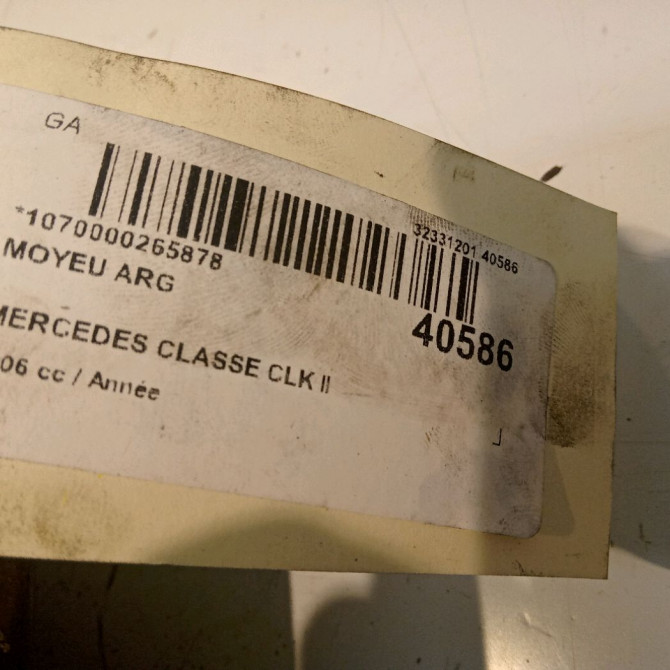 GA
32331201 40586
*1070000265878
MOYEU ARG
40586
MERCEDES CLASSE CLK II
06 cc / Année